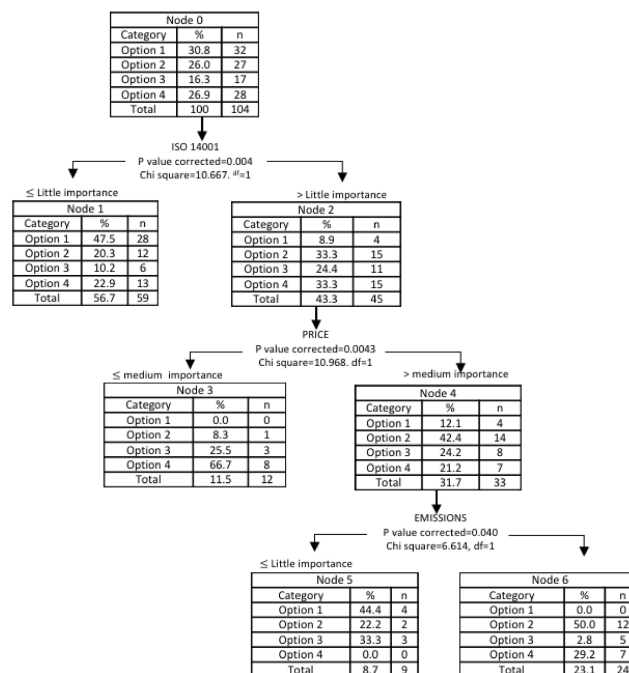 Node 0
Category % n
Option 1 30.8 32
Option 2 26.0 27
Option 3 16.3 17
Option 4 26.9 28
Total 100 104
ISO 14001
P value corrected=0.004
Chi square=10.667. df=1
≤ Little importance
> Little importance
Node 1
Category % n
Option 1 47.5 28
Option 2 20.3 12
Option 3 10.2 6
Option 4 22.9 13
Total 56.7 59
Node 2
Category % n
Option 1 8.9 4
Option 2 33.3 15
Option 3 24.4 11
Option 4 33.3 15
Total 43.3 45
PRICE
P value corrected=0.0043
Chi square=10.968. df=1
≤ medium importance
> medium importance
Node 3
Category % n
Option 1 0.0 0
Option 2 8.3 1
Option 3 25.5 3
Option 4 66.7 8
Total 11.5 12
Node 4
Category % n
Option 1 12.1 4
Option 2 42.4 14
Option 3 24.2 8
Option 4 21.2 7
Total 31.7 33
EMISSIONS
P value corrected=0.040
Chi square=6.614, df=1
≤ Little importance
Node 5
Category % n
Option 1 44.4 4
Option 2 22.2 2
Option 3 33.3 3
Option 4 0.0 0
Total 8.7 9
Node 6
Category % n
Option 1 0.0 0
Option 2 50.0 12
Option 3 2.8 5
Option 4 29.2 7
Total 23.1 24